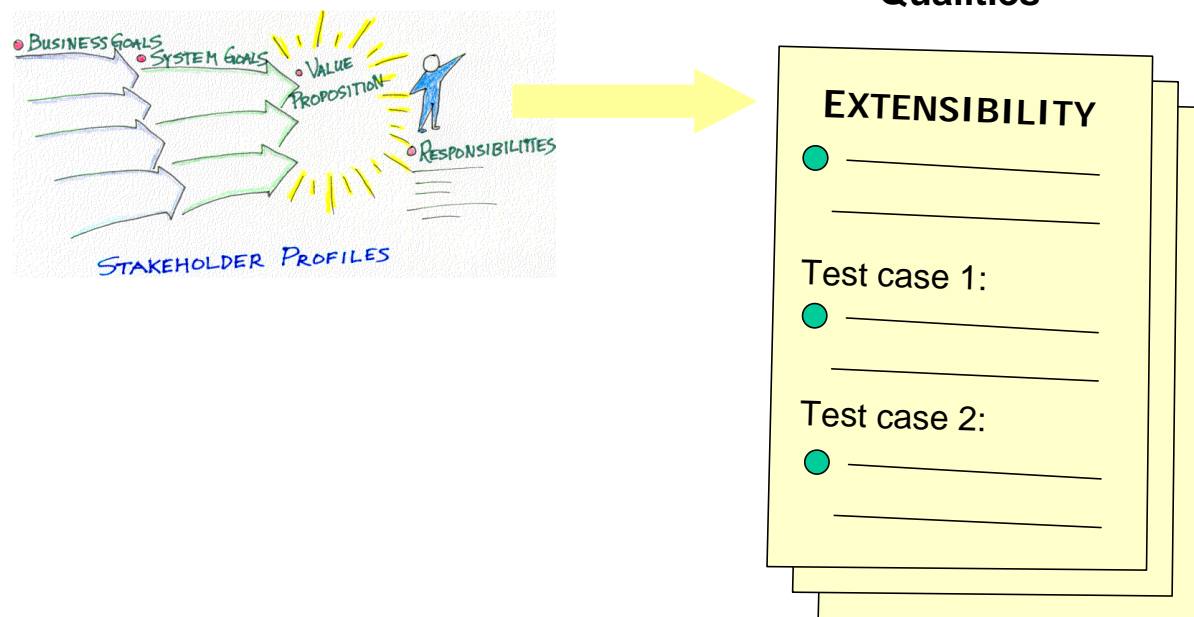 Qualities
BUSINESS GOALS
SYSTEM GOALS
VALUE
PROPOSITION
RESPONSIBILITIES
STAKEHOLDER PROFILES
EXTENSIBILITY
Test case 1:
Test case 2: